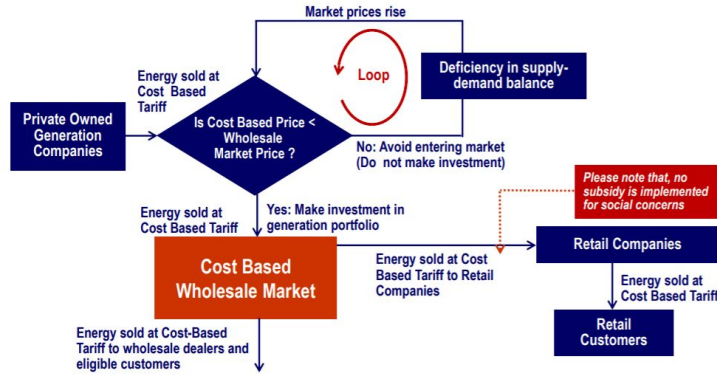 Market prices rise
Energy sold at
Cost Based
Tariff
Loop
Deficiency in supply-
demand balance
Private Owned
Generation
Companies
Is Cost Based Price <
Wholesale
Market Price ?
No: Avoid entering market
(Do not make investment)
Please note that, no
subsidy is implemented
for social concerns
Energy sold at
Cost Based Tariff
Yes: Make investment in
generation portfolio
Cost Based
Wholesale Market
Energy sold at Cost
Based Tariff to Retail
Companies
Retail Companies
Energy sold at
Cost Based Tariff
Retail
Customers
Energy sold at Cost-Based
Tariff to wholesale dealers and
eligible customers